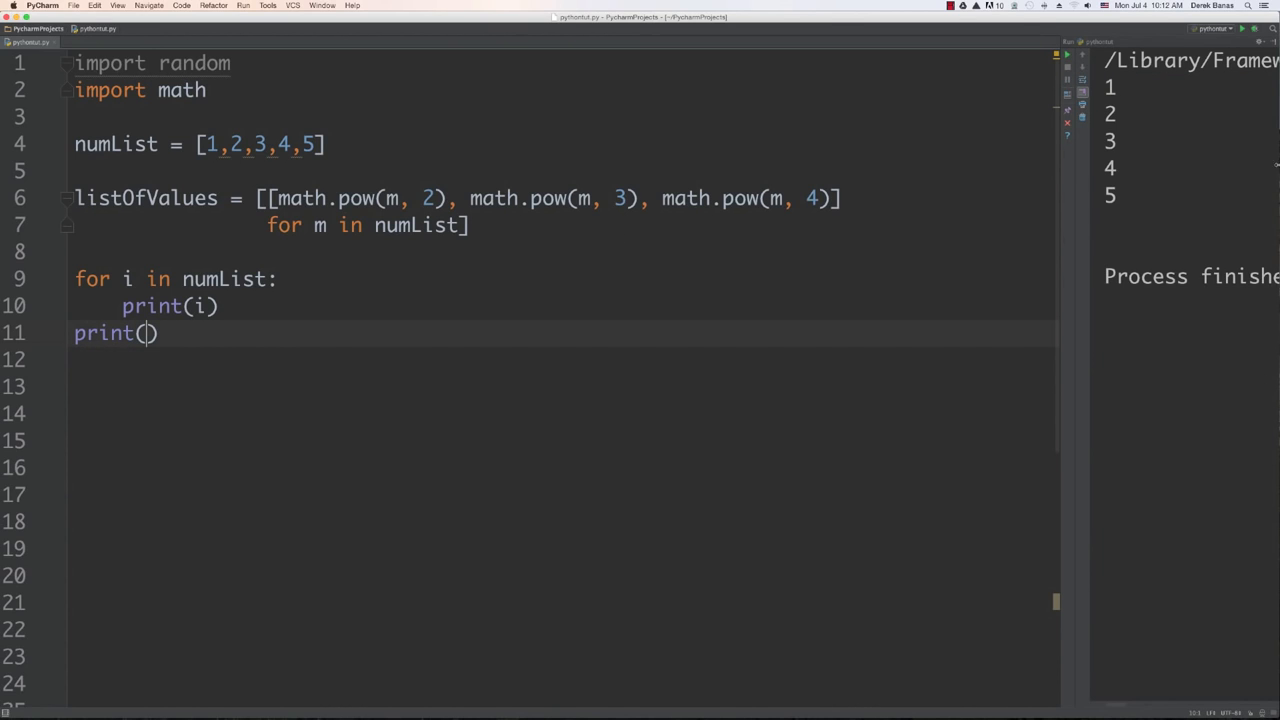 PyCharm File Edit View Navigate Code Refactor Run Tools VCS Window Help 10 Mon Jul 4 10:12 AM Derek Banas
pythontut.py - PycharmProjects - [~/PycharmProjects]
PycharmProjects pythontut.py pythontut
pythontut.py Run pythontut
1 import random
2 import math
3
4 numList = [1,2,3,4,5]
5
6 listOfValues = [[math.pow(m, 2), math.pow(m, 3), math.pow(m, 4)]
7 for m in numList]
8
9 for i in numList:
10 print(i)
11 print()
12
13
14
15
16
17
18
19
20
21
22
23
24
/Library/Framew
1
2
3
4
5
Process finishe
LF UTF-8